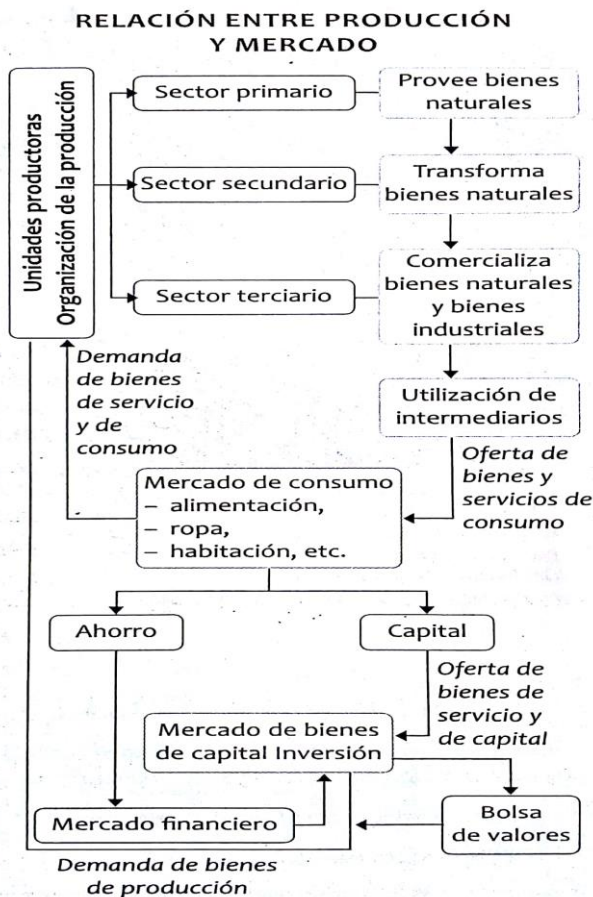 RELACIÓN ENTRE PRODUCCIÓN
Y MERCADO
Unidades productoras
Organización de la producción
Sector primario
Provee bienes
naturales
Sector secundario
Transforma
bienes naturales
Sector terciario
Comercializa
bienes naturales
y bienes
industriales
Demanda
de bienes
de servicio
y de
consumo
Utilización de
intermediarios
Oferta de
bienes y
servicios de
consumo
Mercado de consumo
– alimentación,
– ropa,
– habitación, etc.
Ahorro
Capital
Oferta de
bienes de
servicio y
de capital
Mercado de bienes
de capital Inversión
Mercado financiero
Bolsa
de valores
Demanda de bienes
de producción